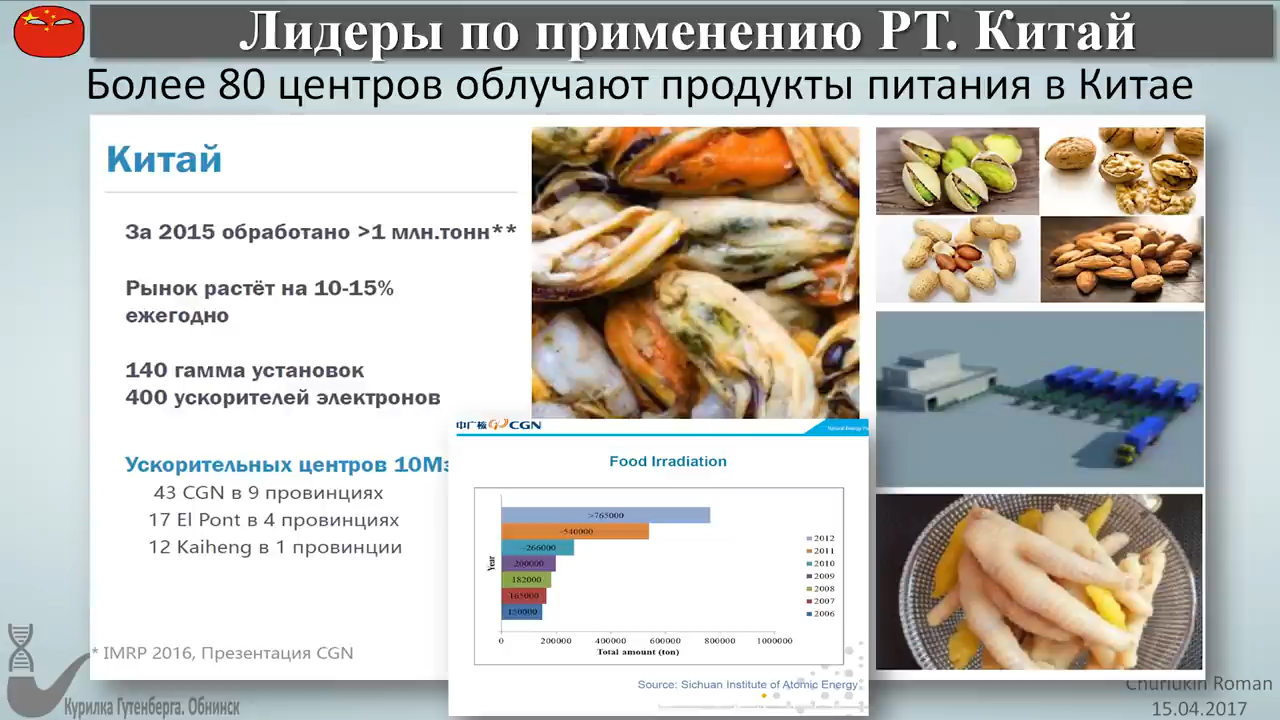 Лидеры по применению РТ. Китай
Более 80 центров облучают продукты питания в Китае
Китай
За 2015 обработано >1 млн.тонн**
Рынок растёт на 10-15%
ежегодно
140 гамма установок
400 ускорителей электронов
Ускорительных центров
43 CGN в 9 провинциях
17 El Pont в 4 провинциях
12 Kaiheng в 1 провинции
* IMRP 2016, Презентация CGN
中广核 CGN
Food Irradiation
>765000
~540000
~266000
200000
182000
165000
150000
Year
2012
2011
2010
2009
2008
2007
2006
0 200000 400000 600000 800000 1000000
Total amount (ton)
Source: Sichuan Institute of Atomic Energy
Курилка Гутенберга. Обнинск
Churiukin Roman
15.04.2017